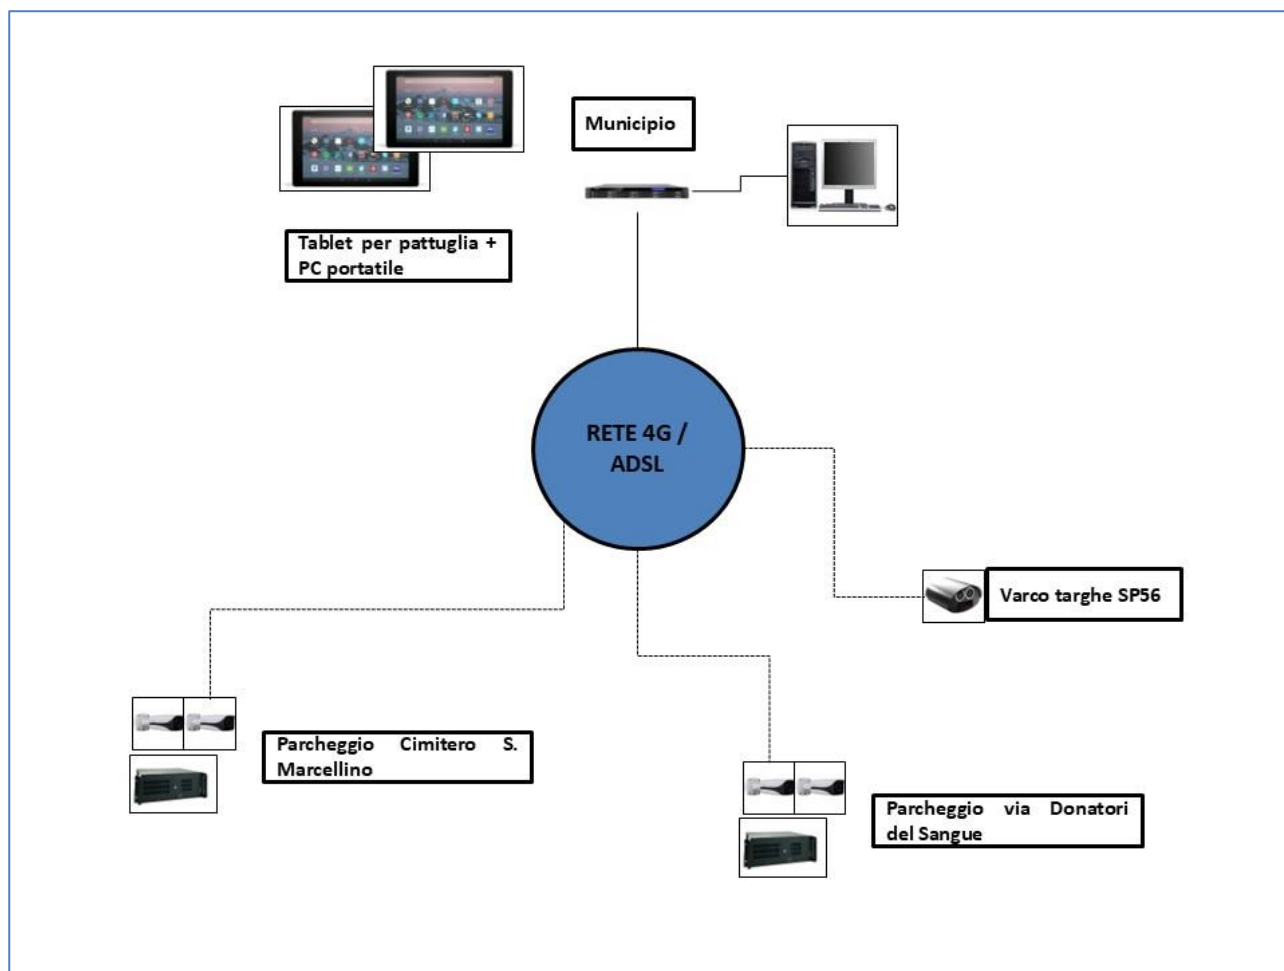 Municipio
Tablet per pattuglia +
PC portatile
RETE 4G /
ADSL
Varco targhe SP56
Parcheggio Cimitero S.
Marcellino
Parcheggio via Donatori
del Sangue